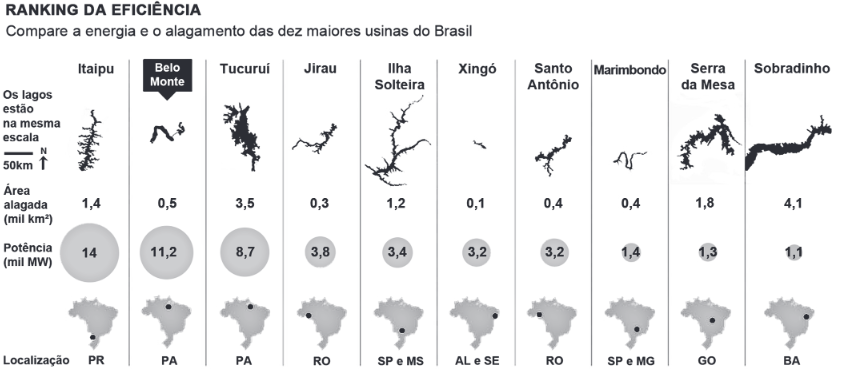 RANKING DA EFICIÊNCIA
Compare a energia e o alagamento das dez maiores usinas do Brasil
Itaipu
Belo
Monte
Tucuruí
Jirau
Ilha
Solteira
Xingó
Santo
Antônio
Marimbondo
Serra
da Mesa
Sobradinho
Os lagos
estão
na mesma
escala
50km
N
Área
alagada
(mil km²)
1,4 0,5 3,5 0,3 1,2 0,1 0,4 0,4 1,8 4,1
Potência
(mil MW)
14 11,2 8,7 3,8 3,4 3,2 3,2 1,4 1,3 1,1
Localização PR PA PA RO SP e MS AL e SE RO SP e MG GO BA